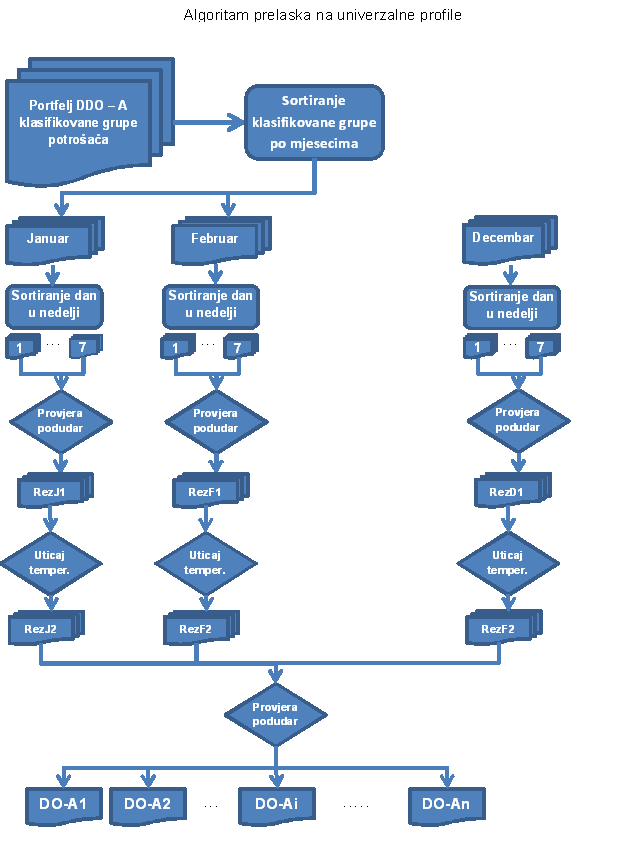 Algoritam prelaska na univerzalne profile
Portfelj DDO – A
klasifikovane grupe
potrošača
Sortiranje
klasifikovane grupe
po mjesecima
Januar
Februar
Decembar
Sortiranje dan
u nedelji
Sortiranje dan
u nedelji
Sortiranje dan
u nedelji
1 ... 7
1 ... 7
1 ... 7
Provjera
podudar
Provjera
podudar
Provjera
podudar
RezJ1
RezF1
RezD1
Uticaj
temper.
Uticaj
temper.
Uticaj
temper.
RezJ2
RezF2
RezF2
Provjera
podudar
DO-A1 DO-A2 ... DO-Ai ..... DO-An